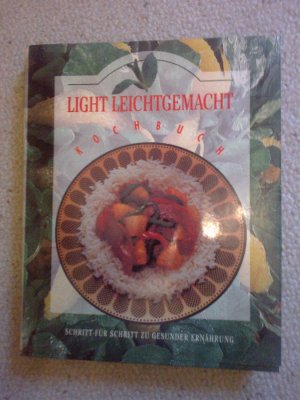 LIGHT LEICHTGEMACHT
KOCHBUCH
SCHRITT FÜR SCHRITT ZU GESUNDER ERNÄHRUNG